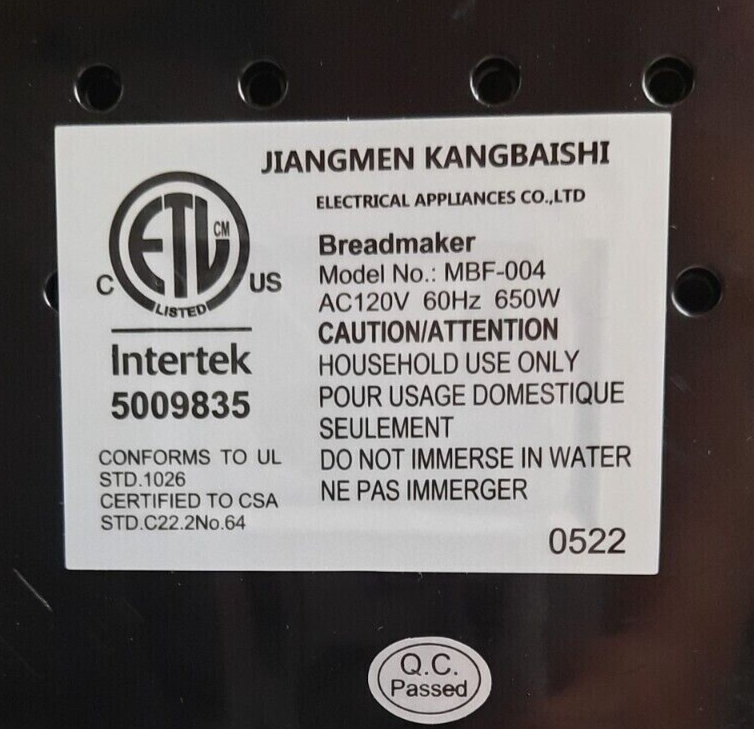 JIANGMEN KANGBAISHI
ELECTRICAL APPLIANCES CO.,LTD
ETL CM
C US
LISTED
Intertek
5009835
CONFORMS TO UL
STD.1026
CERTIFIED TO CSA
STD.C22.2No.64
Breadmaker
Model No.: MBF-004
AC120V 60Hz 650W
CAUTION/ATTENTION
HOUSEHOLD USE ONLY
POUR USAGE DOMESTIQUE
SEULEMENT
DO NOT IMMERSE IN WATER
NE PAS IMMERGER
0522
Q.C.
Passed